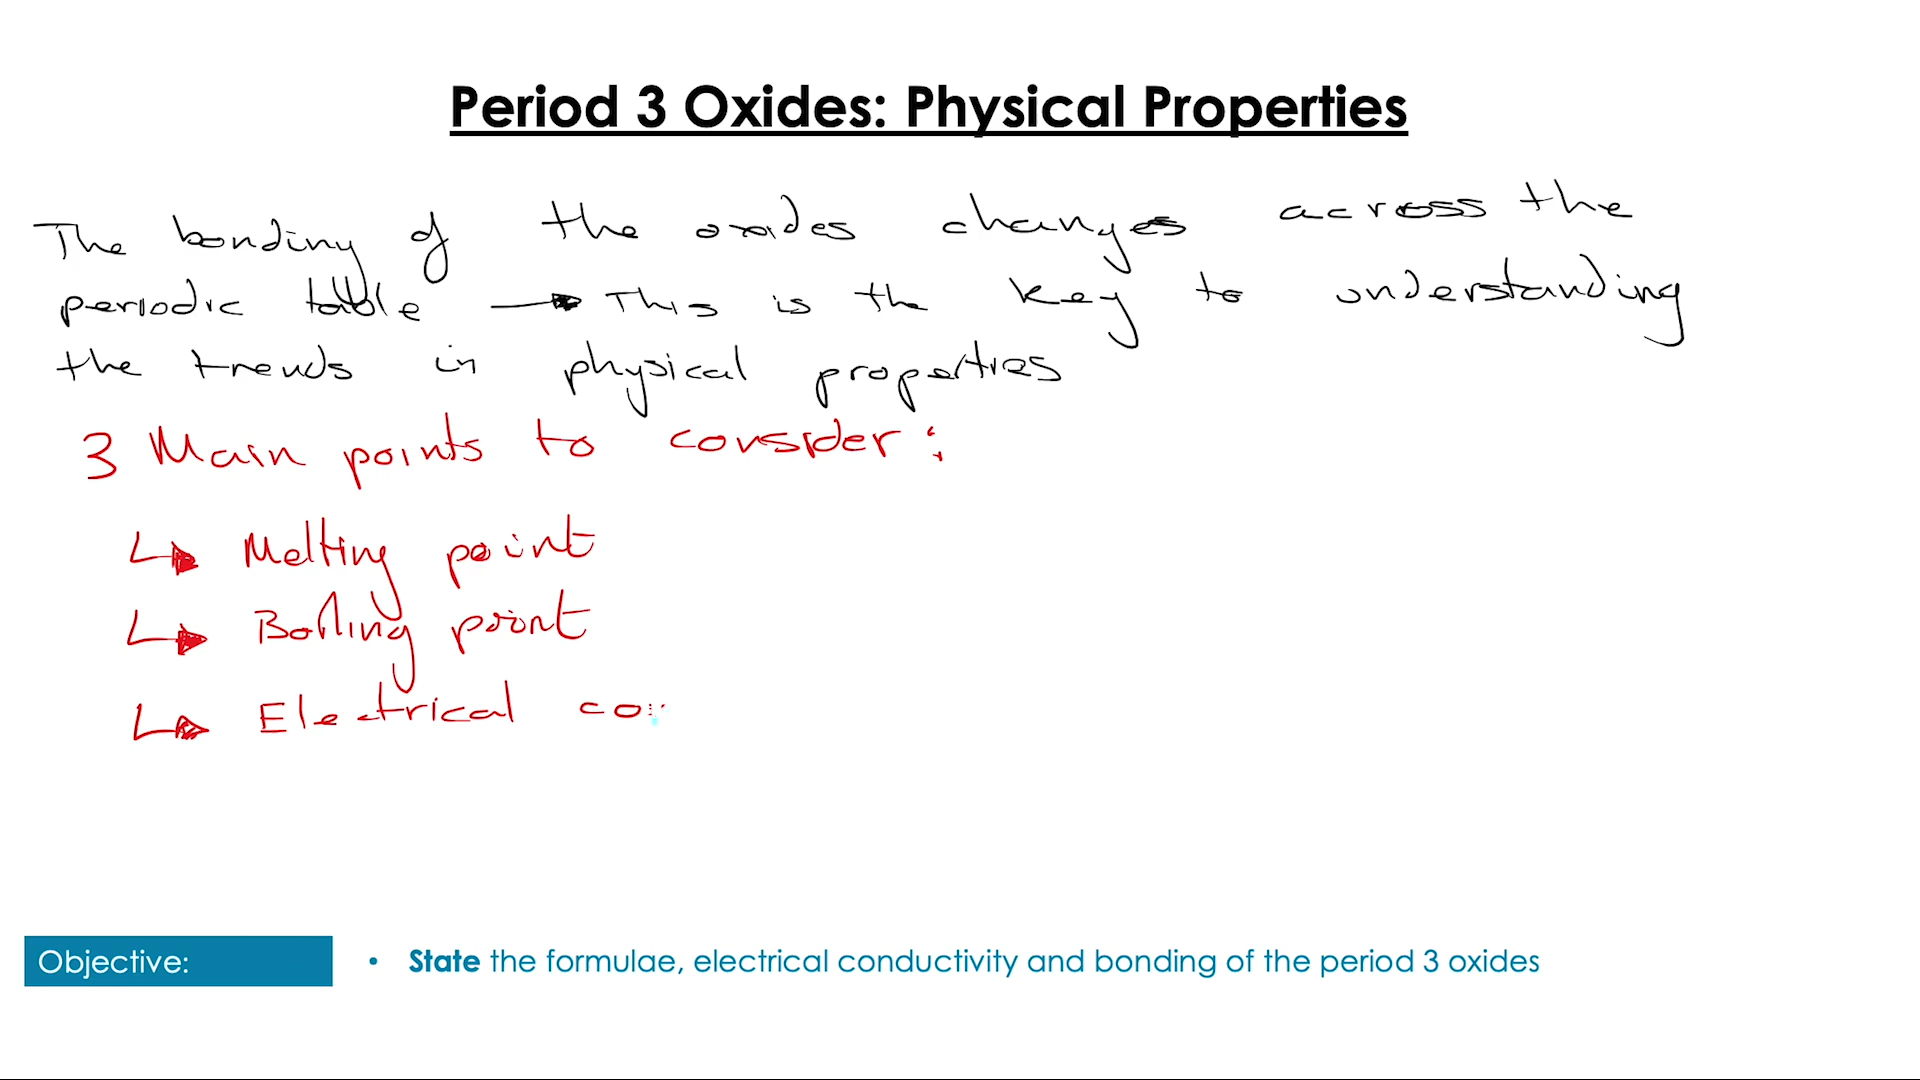 Period 3 Oxides: Physical Properties
The bonding of the oxides changes across the
periodic table → This is the key to understanding
the trends in physical properties
3 Main points to consider:
↳ Melting point
↳ Boiling point
↳ Electrical co
Objective:
• State the formulae, electrical conductivity and bonding of the period 3 oxides